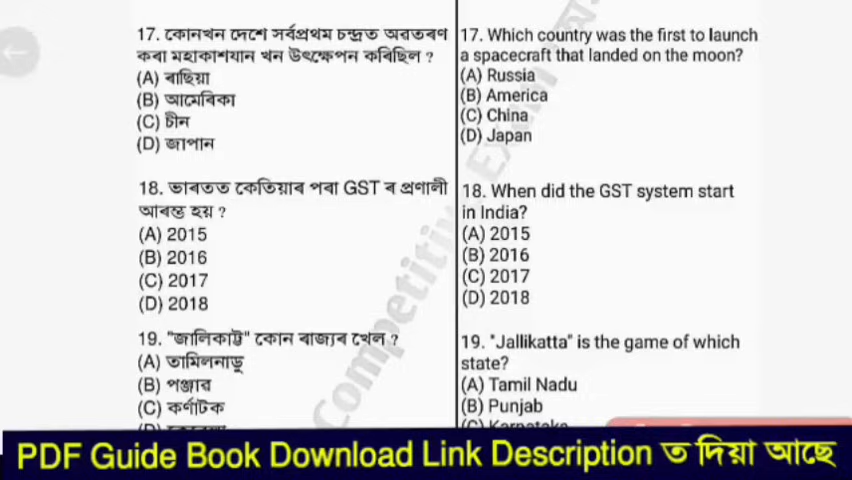 17. কোনখন দেশে সৰ্বপ্ৰথম চন্দ্ৰত অৱতৰণ
কৰা মহাকাশযান খন উৎক্ষেপন কৰিছিল ?
(A) ৰাছিয়া
(B) আমেৰিকা
(C) চীন
(D) জাপান
18. ভাৰতত কেতিয়াৰ পৰা GST ৰ প্ৰণালী
আৰম্ভ হয় ?
(A) 2015
(B) 2016
(C) 2017
(D) 2018
19. "জালিকাট্ট" কোন ৰাজ্যৰ খেল ?
(A) তামিলনাডু
(B) পঞ্জাৱ
(C) কৰ্ণাটক
(D)
17. Which country was the first to launch
a spacecraft that landed on the moon?
(A) Russia
(B) America
(C) China
(D) Japan
18. When did the GST system start
in India?
(A) 2015
(B) 2016
(C) 2017
(D) 2018
19. "Jallikatta" is the game of which
state?
(A) Tamil Nadu
(B) Punjab
(C) Karnataka
Competitive Exam
PDF Guide Book Download Link Description ত দিয়া আছে